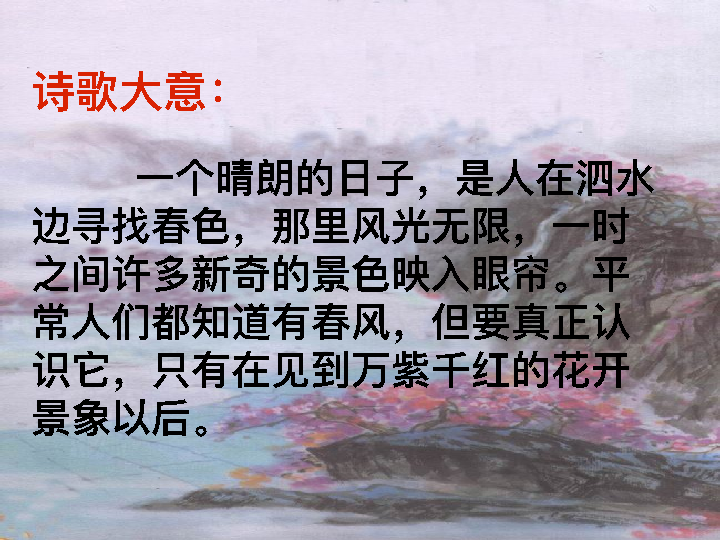 诗歌大意：
一个晴朗的日子，是人在泗水
边寻找春色，那里风光无限，一时
之间许多新奇的景色映入眼帘。平
常人们都知道有春风，但要真正认
识它，只有在见到万紫千红的花开
景象以后。